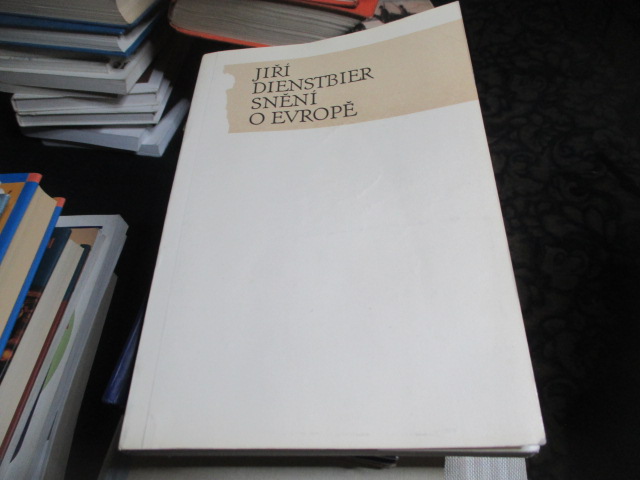 JIŘÍ
DIENSTBIER
SNĚNÍ
O EVROPĚ